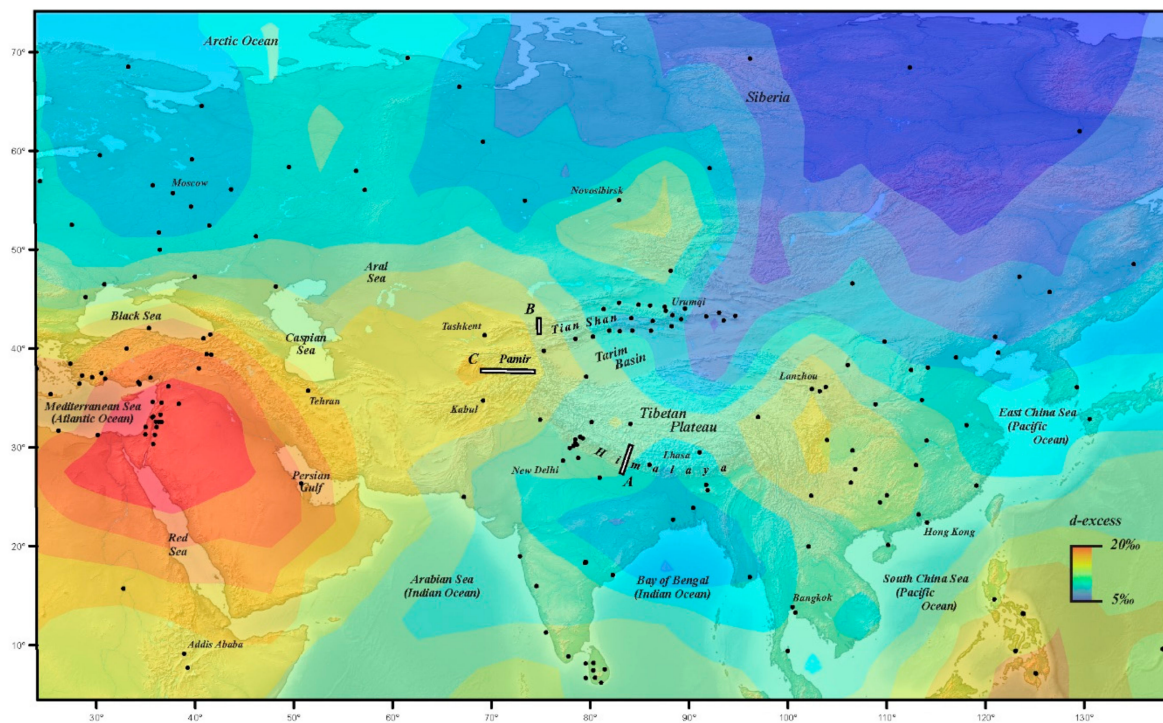 70°
Arctic Ocean
Siberia
60°
Moscow
Novosibirsk
50°
Aral
Sea
Urumqi
B
Black Sea
Tian Shan
Tashkent
Caspian
Sea
40°
C
Pamir
Tarim
Basin
Lanzhou
Tehran
Kabul
Mediterranean Sea
(Atlantic Ocean)
Tibetan
Plateau
East China Sea
(Pacific
Ocean)
30°
Himalaya
Lhasa
New Delhi
A
Persian
Gulf
d-excess
20‰
5‰
Red
Sea
Hong Kong
20°
Arabian Sea
(Indian Ocean)
Bay of Bengal
(Indian Ocean)
South China Sea
(Pacific
Ocean)
Bangkok
Addis Ababa
10°
30° 40° 50° 60° 70° 80° 90° 100° 110° 120° 130°